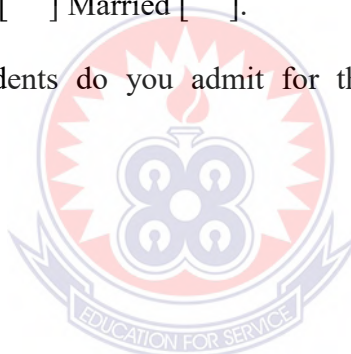 ] Married [ ].
dents do you admit for th
EDUCATION FOR SERVICE